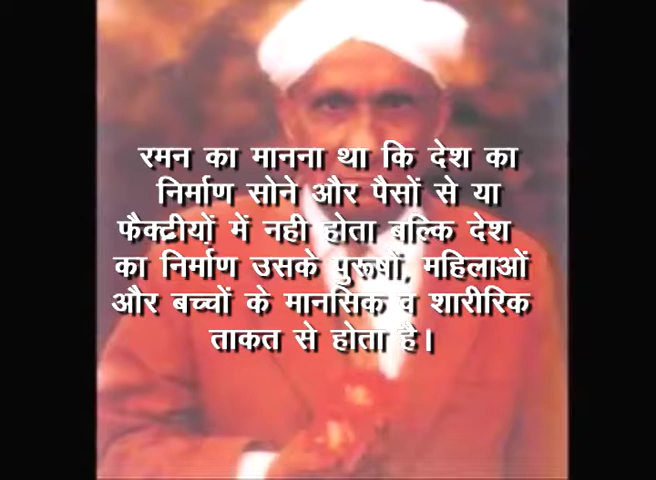 रमन का मानना था कि देश का
निर्माण सोने और पैसों से या
फैक्ट्रीयों में नही होता बल्कि देश
का निर्माण उसके पुरूषों, महिलाओं
और बच्चों के मानसिक व शारीरिक
ताकत से होता है।